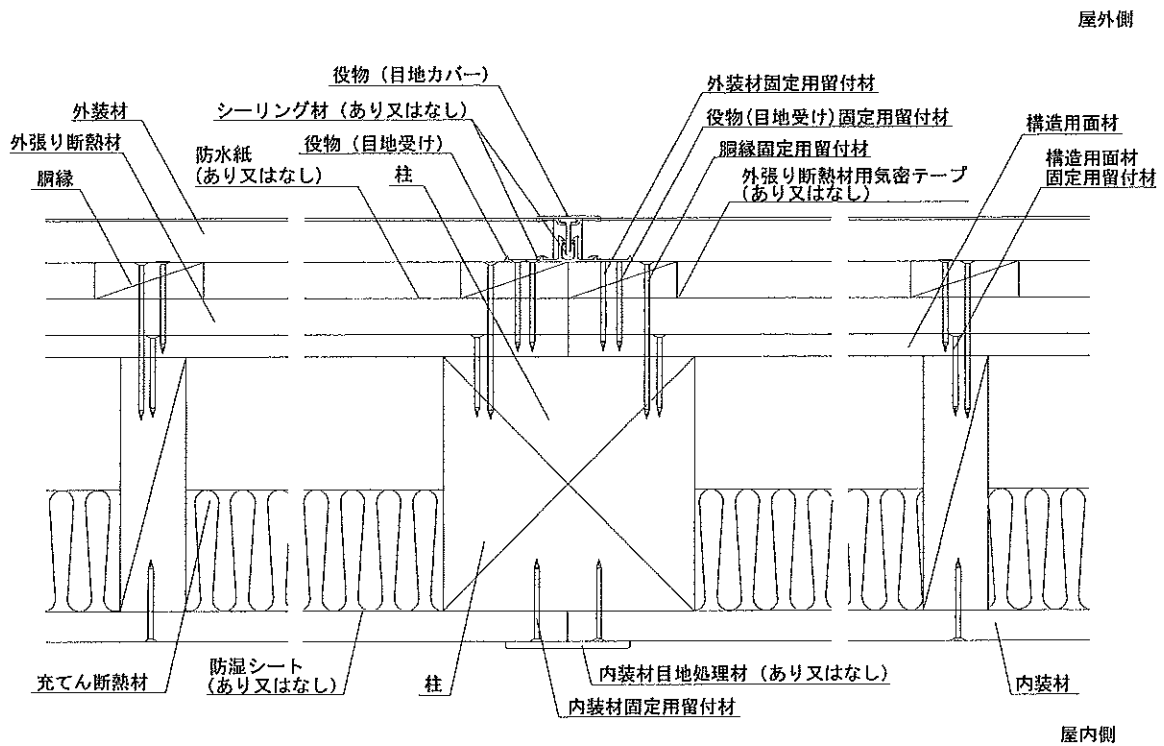 屋外側
役物（目地カバー）
外装材固定用留付材
外装材
シーリング材（あり又はなし）
役物(目地受け)固定用留付材
構造用面材
外張り断熱材
役物（目地受け）
胴縁固定用留付材
防水紙
(あり又はなし)
構造用面材
固定用留付材
胴縁
柱
外張り断熱材用気密テープ
(あり又はなし)
充てん断熱材
防湿シート
(あり又はなし)
柱
内装材目地処理材（あり又はなし）
内装材
内装材固定用留付材
屋内側